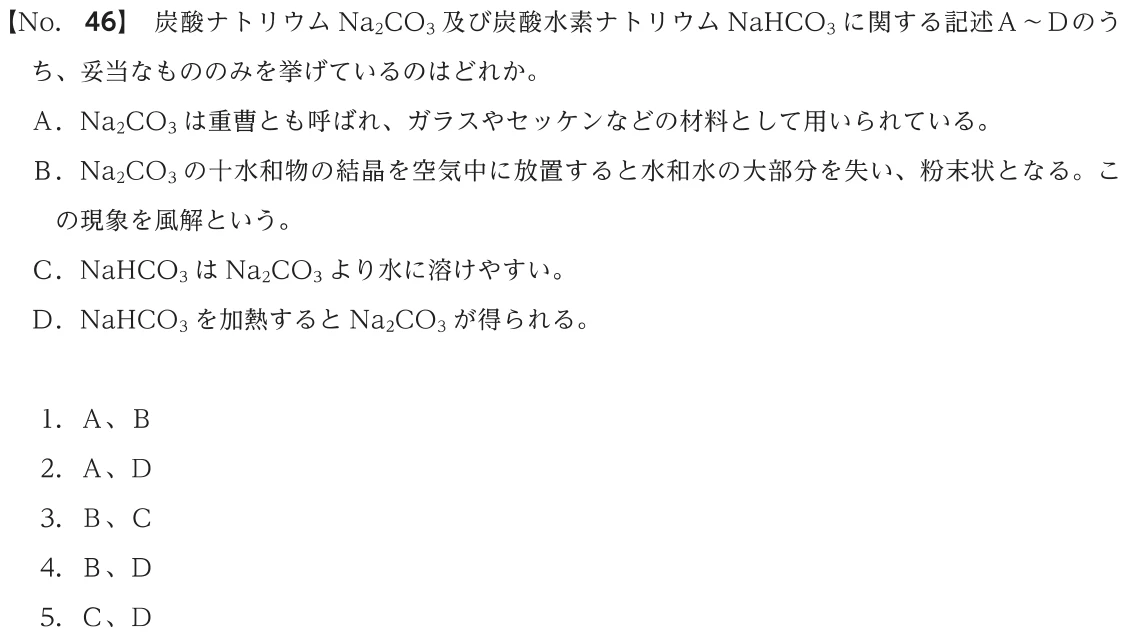 【No. 46】 炭酸ナトリウム Na₂CO₃ 及び炭酸水素ナトリウム NaHCO₃ に関する記述A～Dのう
ち、妥当なもののみを挙げているのはどれか。
A．Na₂CO₃ は重曹とも呼ばれ、ガラスやセッケンなどの材料として用いられている。
B．Na₂CO₃ の十水和物の結晶を空気中に放置すると水和水の大部分を失い、粉末状となる。こ
の現象を風解という。
C．NaHCO₃ は Na₂CO₃ より水に溶けやすい。
D．NaHCO₃ を加熱すると Na₂CO₃ が得られる。
1．A、B
2．A、D
3．B、C
4．B、D
5．C、D